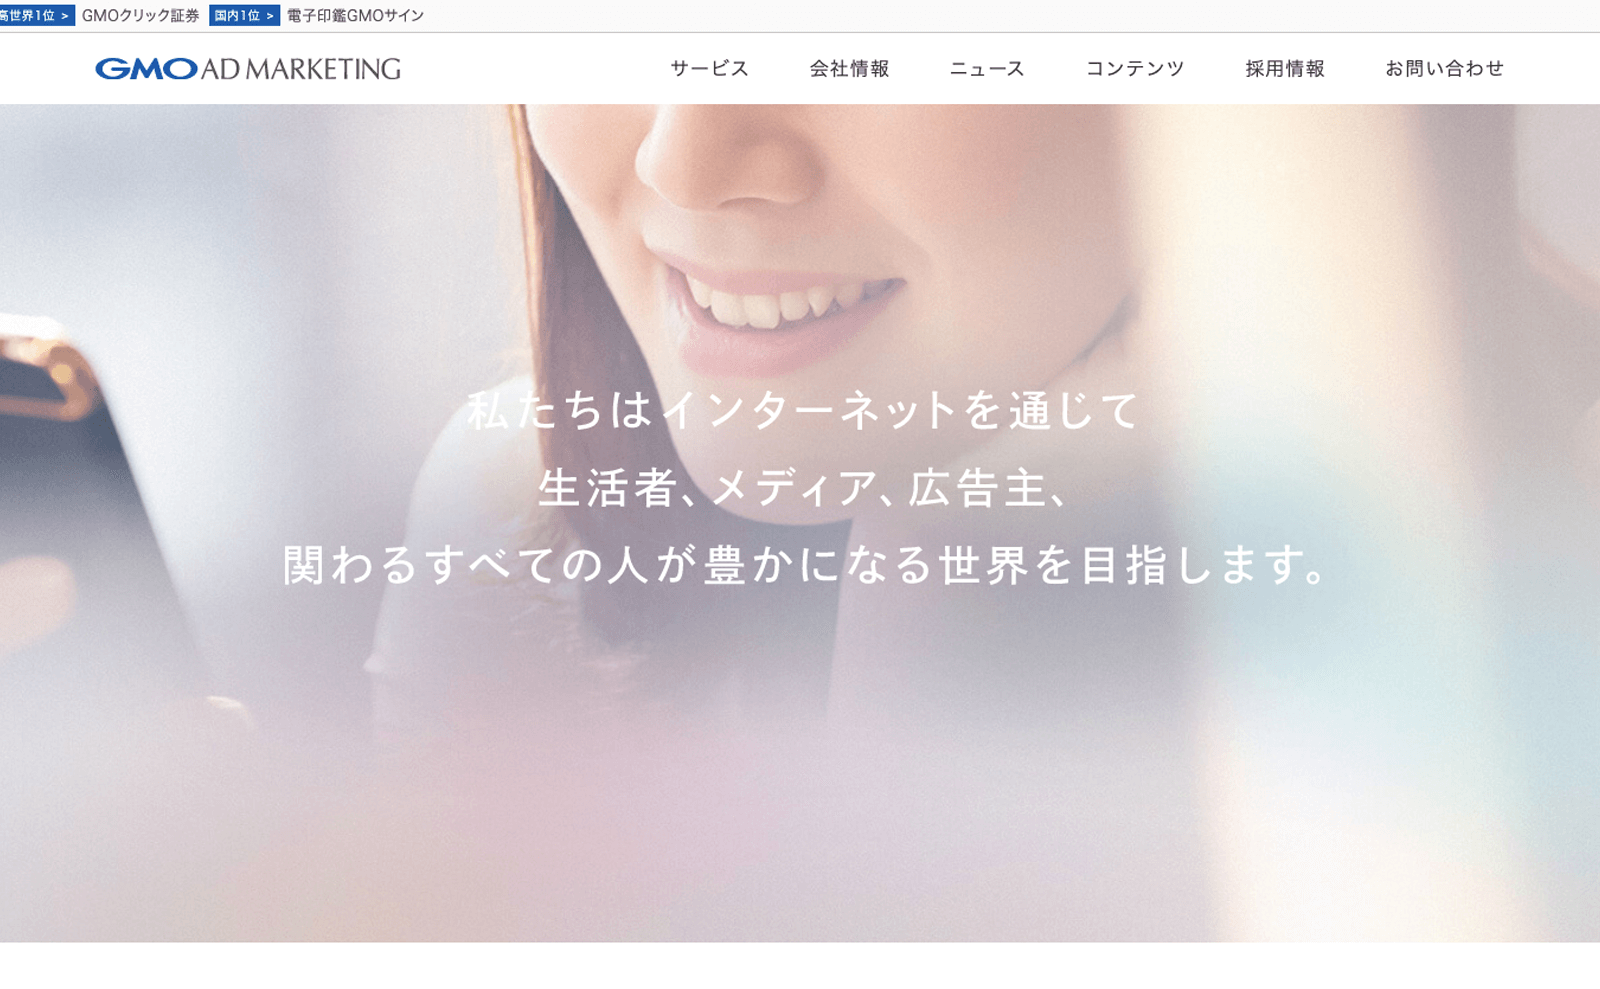 高世界1位 > GMOクリック証券 国内1位 > 電子印鑑GMOサイン
GMO AD MARKETING
サービス 会社情報 ニュース コンテンツ 採用情報 お問い合わせ
私たちはインターネットを通じて
生活者、メディア、広告主、
関わるすべての人が豊かになる世界を目指します。